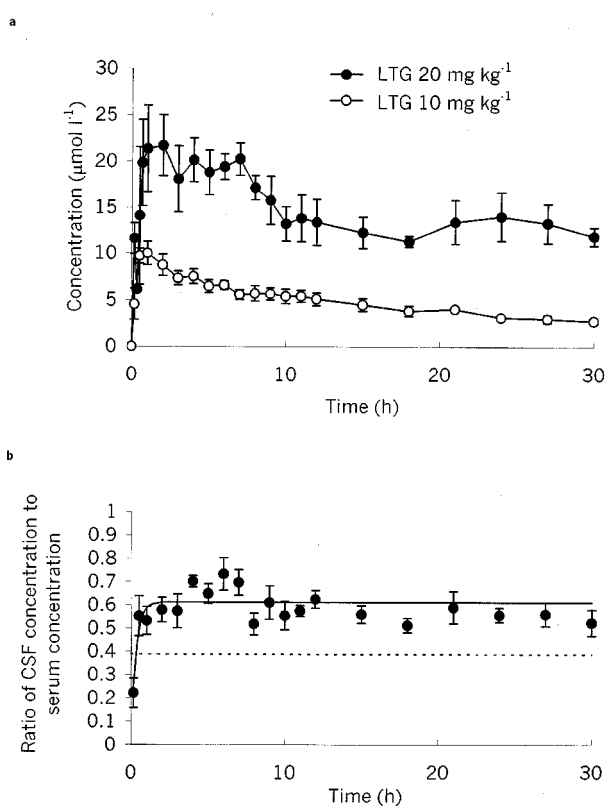 a
30
25
20
15
10
5
0
Concentration (μmol l⁻¹)
LTG 20 mg kg⁻¹
LTG 10 mg kg⁻¹
0 10 20 30
Time (h)
b
1
0.9
0.8
0.7
0.6
0.5
0.4
0.3
0.2
0.1
0
Ratio of CSF concentration to
serum concentration
0 10 20 30
Time (h)